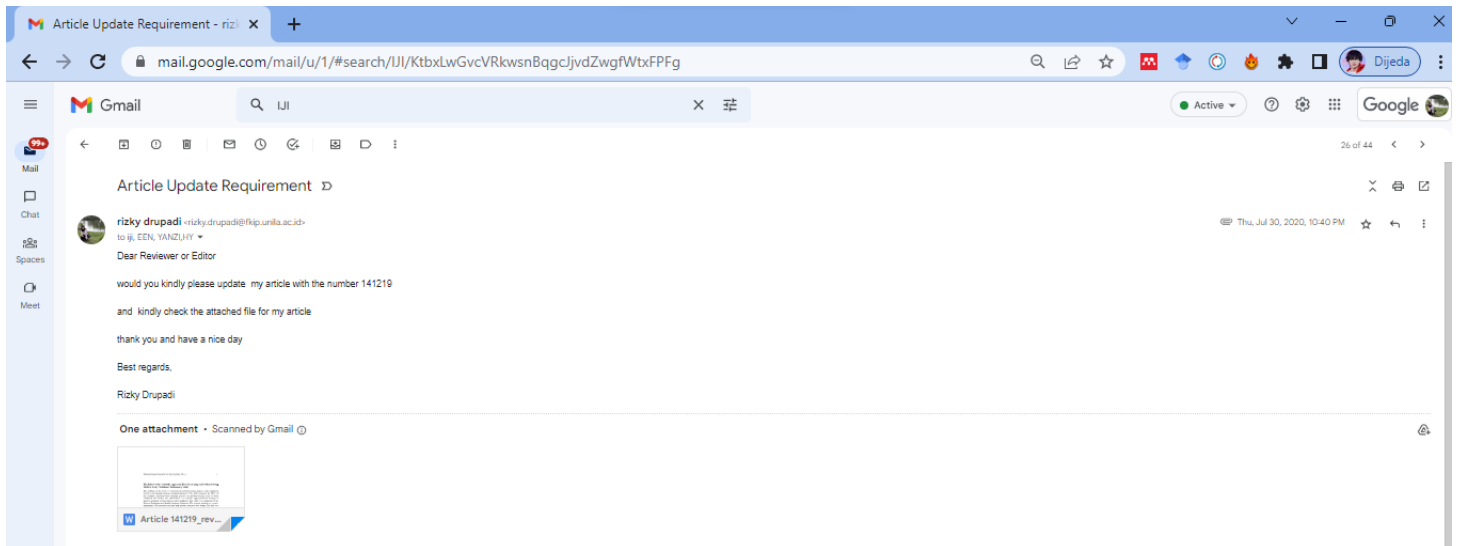 Article Update Requirement - rizk
mail.google.com/mail/u/1/#search/IJI/KtbxLwGvcVRkwsnBqgcJjvdZwgfWtxFPFg
Dijeda
Gmail
IJI
Active
Google
99+
26 of 44
Mail
Chat
Spaces
Meet
Article Update Requirement
rizky drupadi <rizky.drupadi@fkip.unila.ac.id>
Thu, Jul 30, 2020, 10:40 PM
to iji, EEN, YANZI,HY
Dear Reviewer or Editor
would you kindly please update my article with the number 141219
and kindly check the attached file for my article
thank you and have a nice day
Best regards,
Rizky Drupadi
One attachment • Scanned by Gmail
W Article 141219_rev...